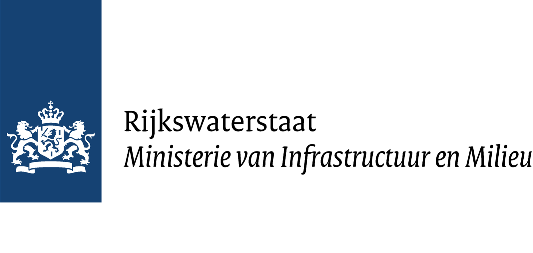 Rijkswaterstaat
Ministerie van Infrastructuur en Milieu